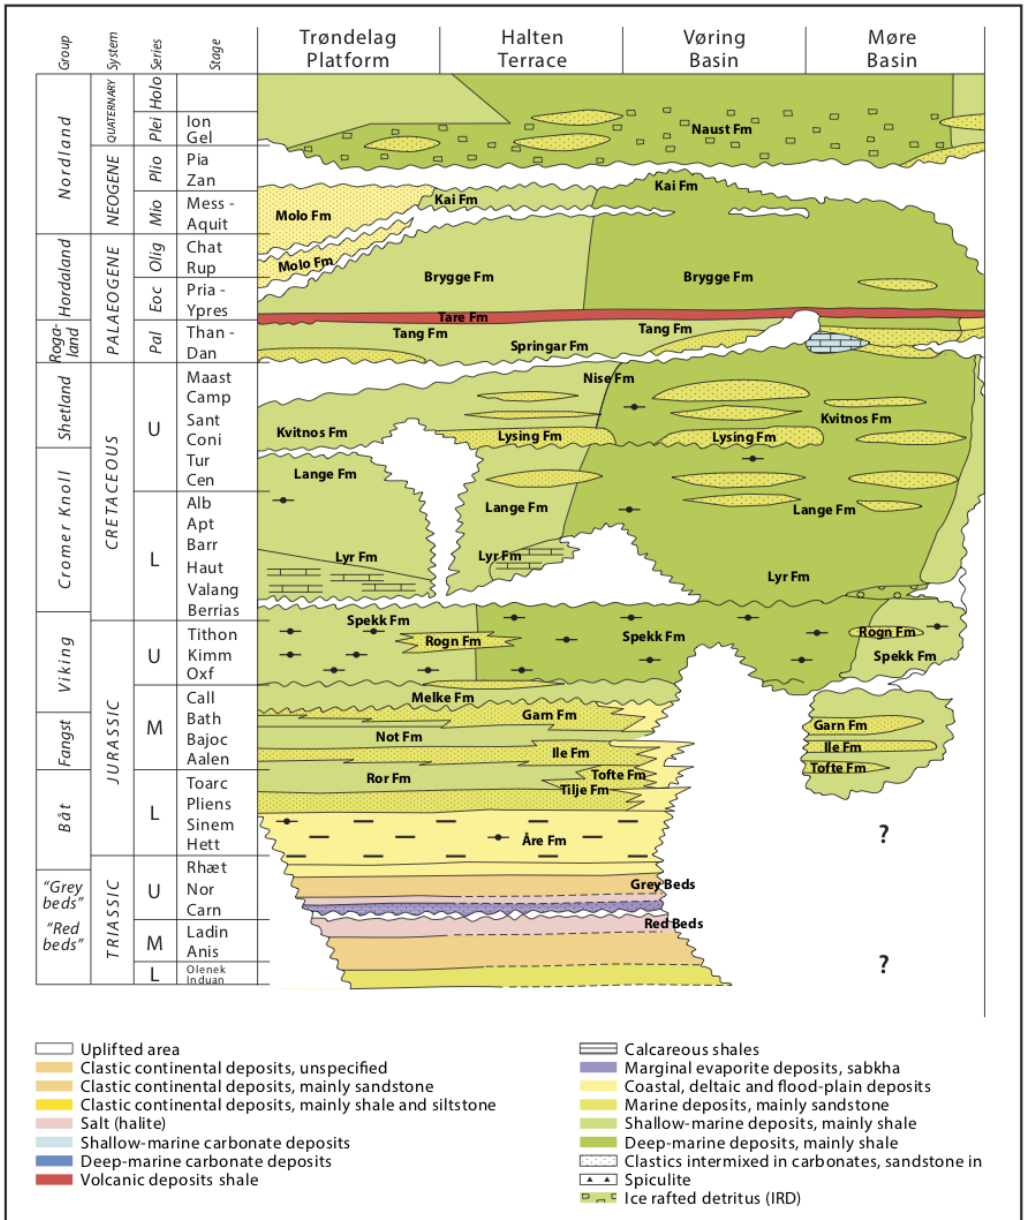 Group
System
Series
Stage
Trøndelag
Platform
Halten
Terrace
Vøring
Basin
Møre
Basin
Nordland
Hordaland
Roga-
land
Shetland
Cromer Knoll
Viking
Fangst
Båt
"Grey
beds"
"Red
beds"
QUATERNARY
NEOGENE
PALAEOGENE
CRETACEOUS
JURASSIC
TRIASSIC
Holo
Plei
Plio
Mio
Olig
Eoc
Pal
U
L
U
M
L
U
M
L
Ion
Gel
Pia
Zan
Mess -
Aquit
Chat
Rup
Pria -
Ypres
Than -
Dan
Maast
Camp
Sant
Coni
Tur
Cen
Alb
Apt
Barr
Haut
Valang
Berrias
Tithon
Kimm
Oxf
Call
Bath
Bajoc
Aalen
Toarc
Pliens
Sinem
Hett
Rhæt
Nor
Carn
Ladin
Anis
Olenek
Induan
Naust Fm
Kai Fm
Kai Fm
Molo Fm
Molo Fm
Brygge Fm
Brygge Fm
Tare Fm
Tang Fm
Tang Fm
Springar Fm
Nise Fm
Kvitnos Fm
Kvitnos Fm
Lysing Fm
Lysing Fm
Lange Fm
Lange Fm
Lange Fm
Lyr Fm
Lyr Fm
Lyr Fm
Spekk Fm
Rogn Fm
Spekk Fm
Rogn Fm
Spekk Fm
Melke Fm
Garn Fm
Garn Fm
Not Fm
Ile Fm
Ile Fm
Ror Fm
Tofte Fm
Tofte Fm
Tilje Fm
Åre Fm
?
Grey Beds
Red Beds
?
Uplifted area
Clastic continental deposits, unspecified
Clastic continental deposits, mainly sandstone
Clastic continental deposits, mainly shale and siltstone
Salt (halite)
Shallow-marine carbonate deposits
Deep-marine carbonate deposits
Volcanic deposits shale
Calcareous shales
Marginal evaporite deposits, sabkha
Coastal, deltaic and flood-plain deposits
Marine deposits, mainly sandstone
Shallow-marine deposits, mainly shale
Deep-marine deposits, mainly shale
Clastics intermixed in carbonates, sandstone in
Spiculite
Ice rafted detritus (IRD)